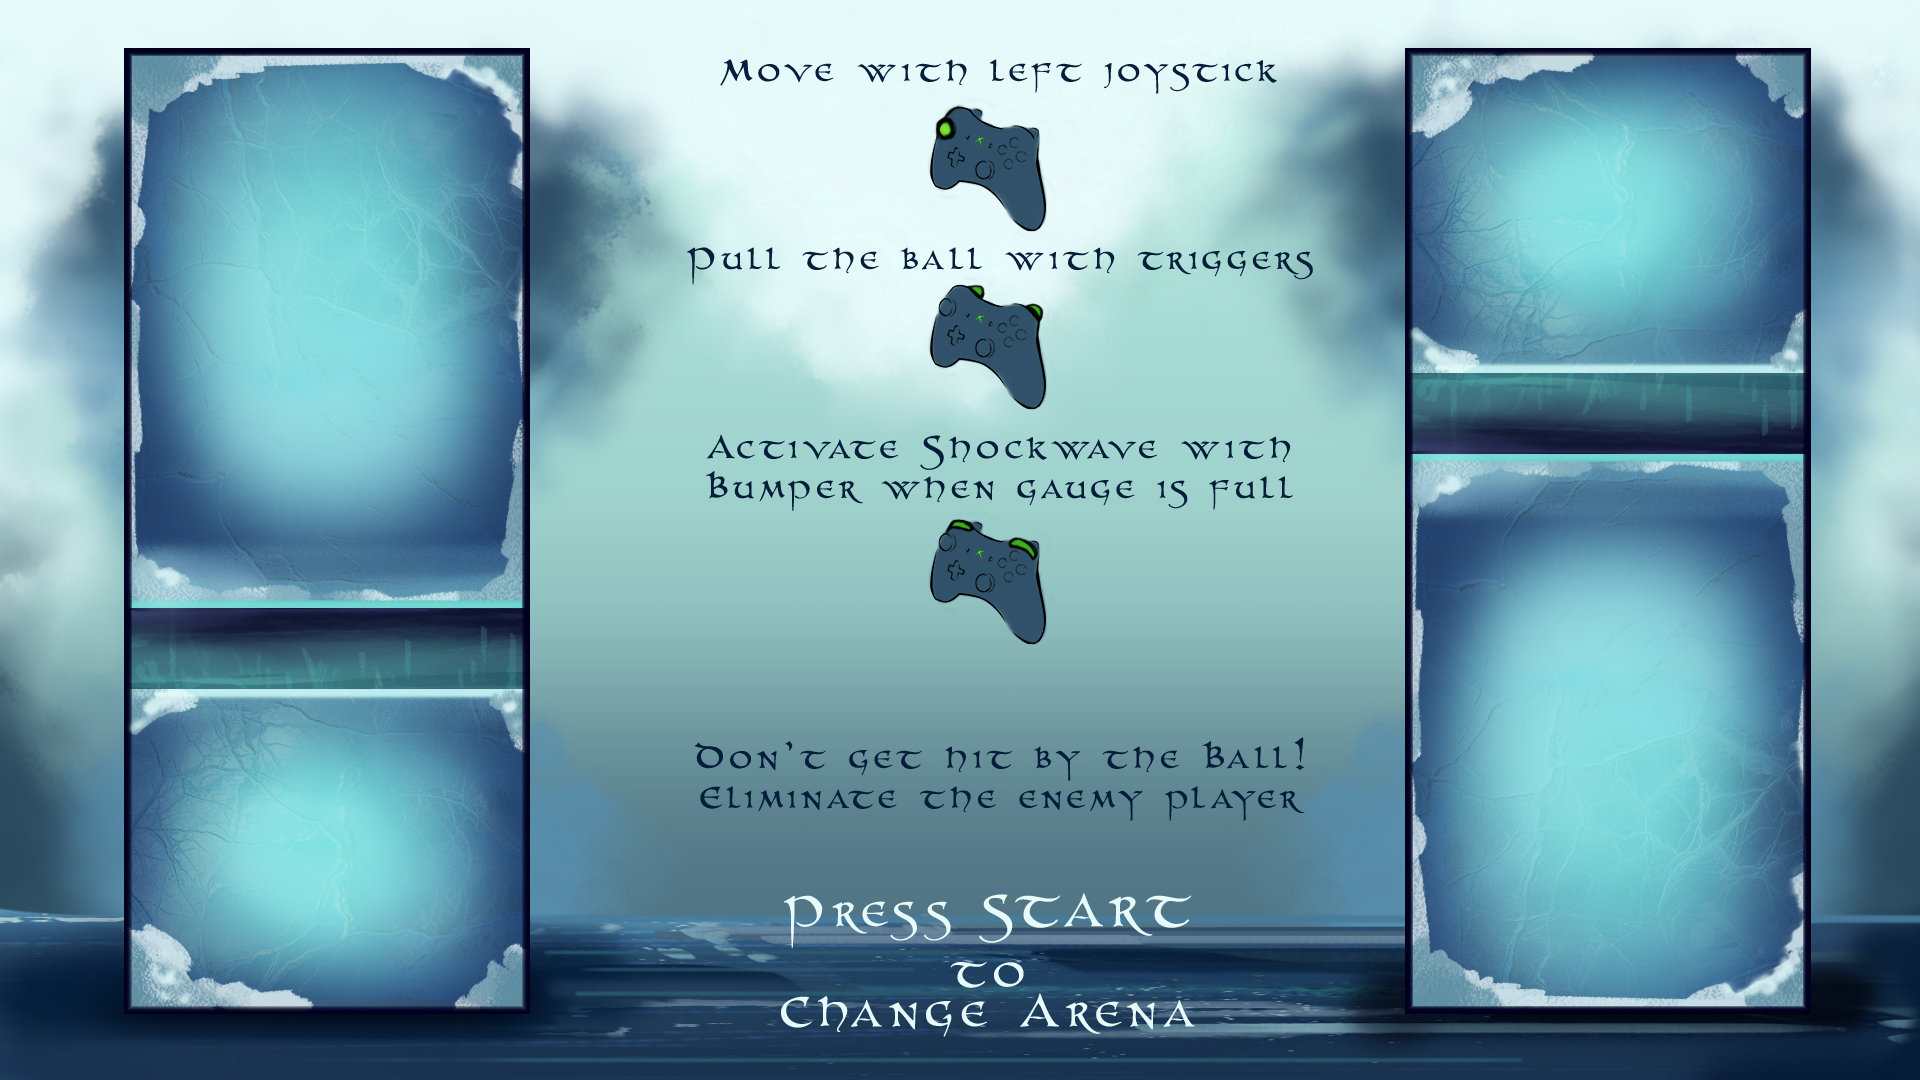 Move with left joystick
Pull the ball with triggers
Activate Shockwave with
Bumper when gauge is full
Don't get hit by the Ball!
Eliminate the enemy player
Press START
to
Change Arena